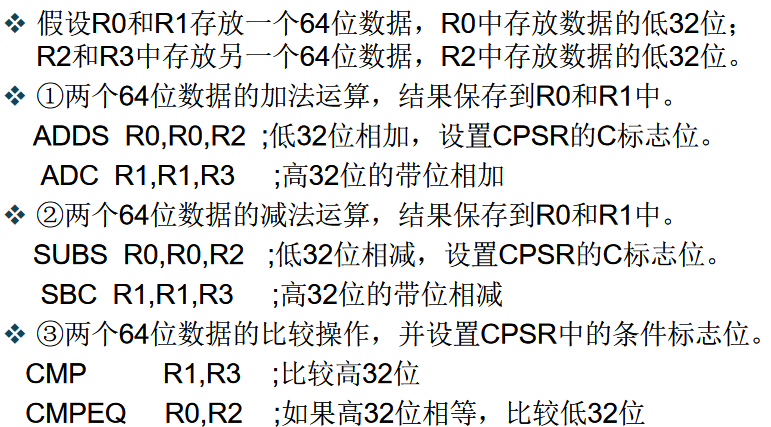 ❖ 假设R0和R1存放一个64位数据，R0中存放数据的低32位；
R2和R3中存放另一个64位数据，R2中存放数据的低32位。
❖ ①两个64位数据的加法运算，结果保存到R0和R1中。
ADDS R0,R0,R2 ;低32位相加，设置CPSR的C标志位。
ADC R1,R1,R3 ;高32位的带位相加
❖ ②两个64位数据的减法运算，结果保存到R0和R1中。
SUBS R0,R0,R2 ;低32位相减，设置CPSR的C标志位。
SBC R1,R1,R3 ;高32位的带位相减
❖ ③两个64位数据的比较操作，并设置CPSR中的条件标志位。
CMP R1,R3 ;比较高32位
CMPEQ R0,R2 ;如果高32位相等，比较低32位